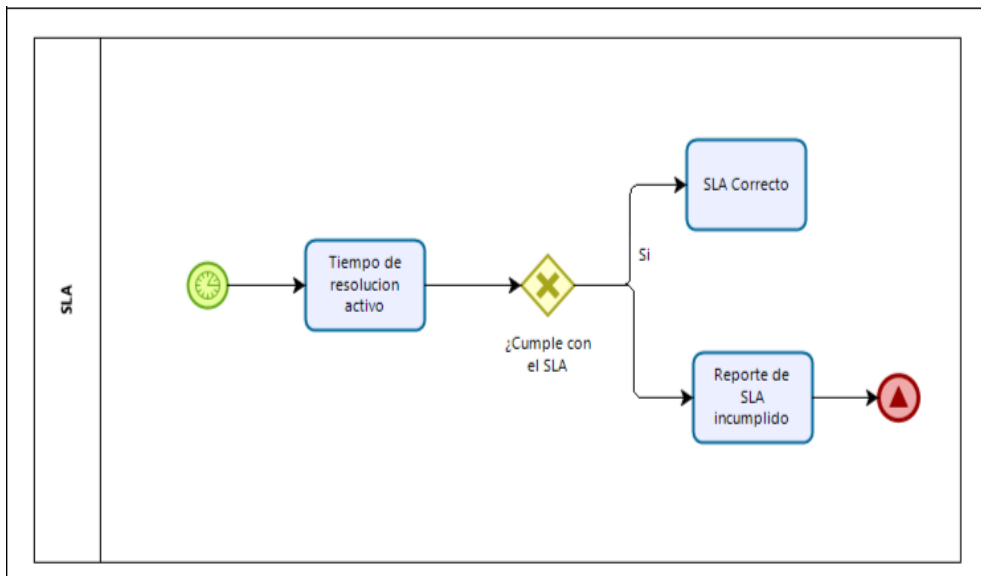 SLA
Tiempo de
resolucion
activo
¿Cumple con
el SLA
Si
SLA Correcto
Reporte de
SLA
incumplido